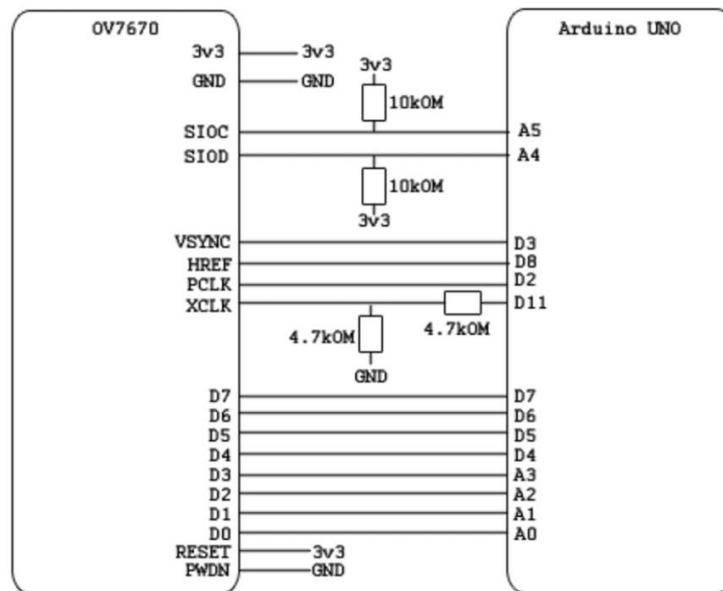 OV7670
Arduino UNO
3v3
3v3
GND
GND
3v3
10kOM
SIOC
A5
SIOD
A4
10kOM
3v3
VSYNC
D3
HREF
D8
PCLK
D2
XCLK
D11
4.7kOM
4.7kOM
GND
D7
D7
D6
D6
D5
D5
D4
D4
D3
A3
D2
A2
D1
A1
D0
A0
RESET
3v3
PWDN
GND